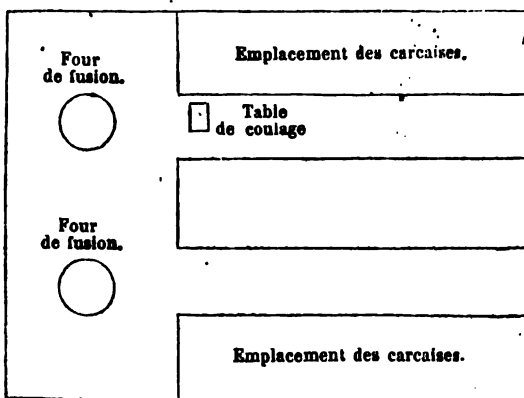 Four
de fusion.
Emplacement des carcaises.
Table
de coulage
Four
de fusion.
Emplacement des carcaises.